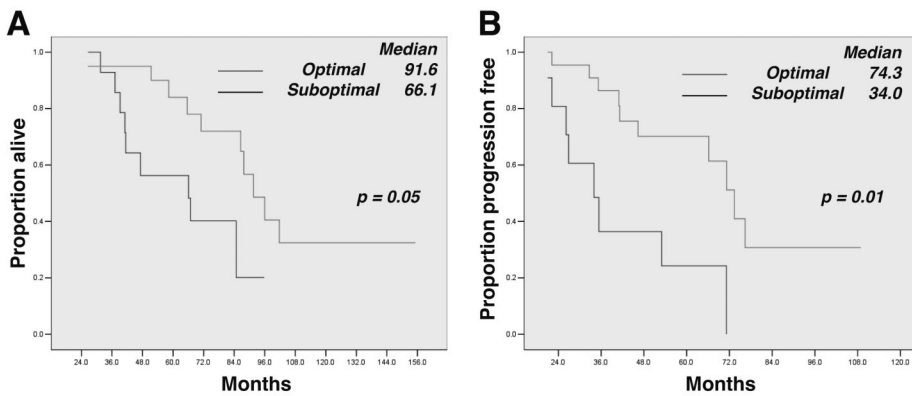 A
Median
Optimal 91.6
Suboptimal 66.1
p = 0.05
Proportion alive
1.0
0.8
0.6
0.4
0.2
0.0
24.0 36.0 48.0 60.0 72.0 84.0 96.0 108.0 120.0 132.0 144.0 156.0
Months
B
Median
Optimal 74.3
Suboptimal 34.0
p = 0.01
Proportion progression free
1.0
0.8
0.6
0.4
0.2
0.0
24.0 36.0 48.0 60.0 72.0 84.0 96.0 108.0 120.0
Months